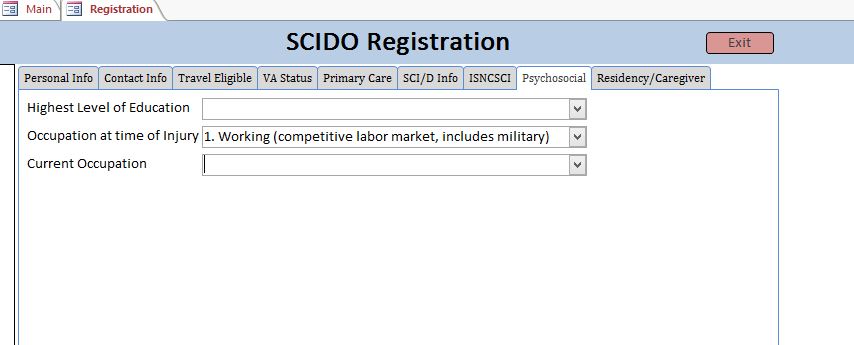 Main Registration
SCIDO Registration
Exit
Personal Info Contact Info Travel Eligible VA Status Primary Care SCI/D Info ISNCSCI Psychosocial Residency/Caregiver
Highest Level of Education
Occupation at time of Injury 1. Working (competitive labor market, includes military)
Current Occupation